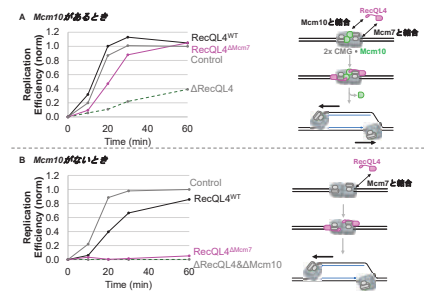 A Mcm10があるとき
Replication
Efficiency (norm)
1.2
1.0
0.8
0.6
0.4
0.2
0.0
0
20
40
60
Time (min)
RecQL4WT
RecQL4ΔMcm7
Control
ΔRecQL4
RecQL4
Mcm10と結合
Mcm7と結合
2x CMG • Mcm10
B Mcm10がないとき
Replication
Efficiency (norm)
1.2
1.0
0.8
0.6
0.4
0.2
0.0
0
20
40
60
Time (min)
Control
RecQL4WT
RecQL4ΔMcm7
ΔRecQL4&ΔMcm10
RecQL4
Mcm7と結合